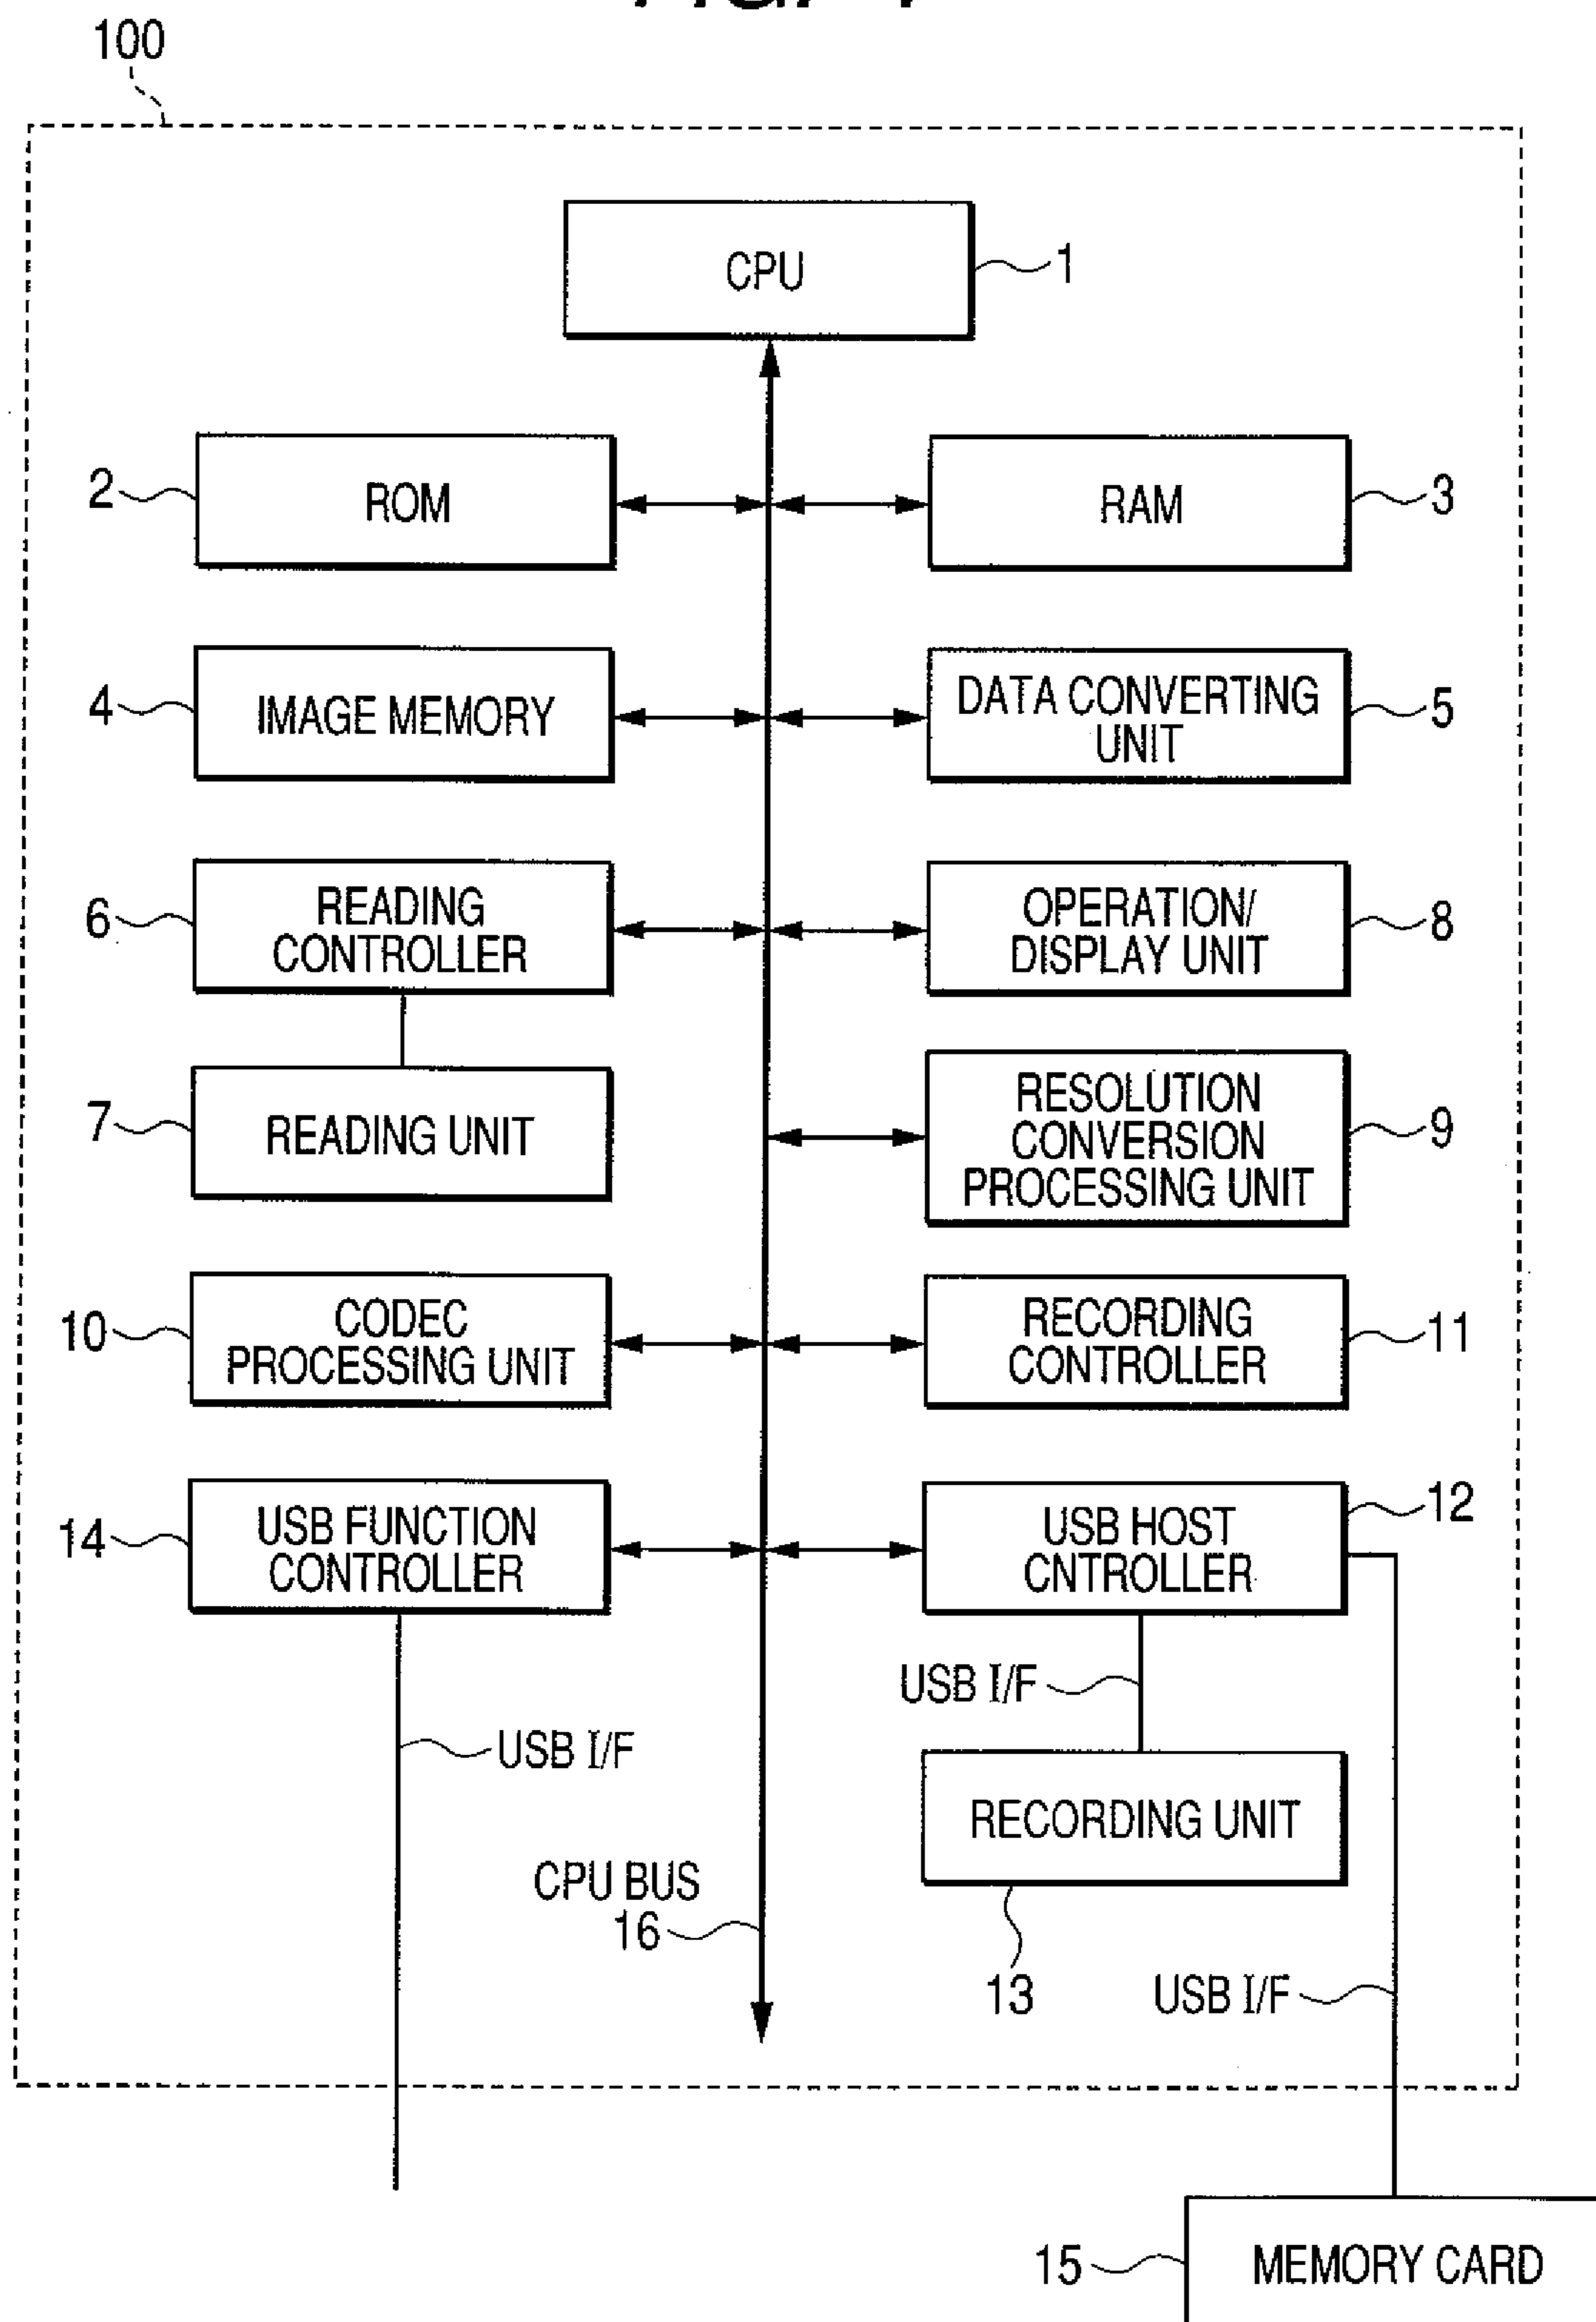 100
CPU
1
2
ROM
RAM
3
4
IMAGE MEMORY
DATA CONVERTING
UNIT
5
6
READING
CONTROLLER
OPERATION/
DISPLAY UNIT
8
7
READING UNIT
RESOLUTION
CONVERSION
PROCESSING UNIT
9
10
CODEC
PROCESSING UNIT
RECORDING
CONTROLLER
11
14
USB FUNCTION
CONTROLLER
USB HOST
CNTROLLER
12
USB I/F
USB I/F
RECORDING UNIT
CPU BUS
16
13
USB I/F
15
MEMORY CARD